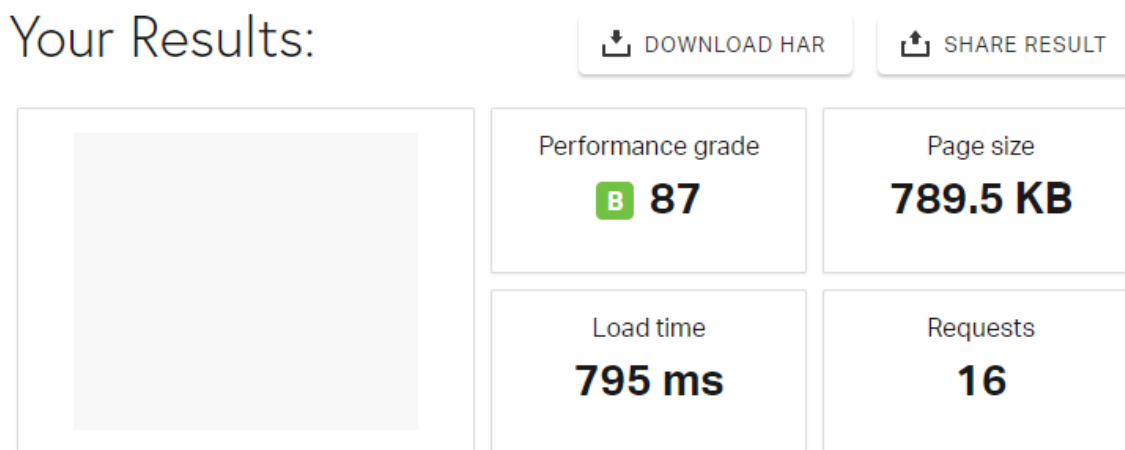 Your Results:
DOWNLOAD HAR
SHARE RESULT
Performance grade
B 87
Page size
789.5 KB
Load time
795 ms
Requests
16